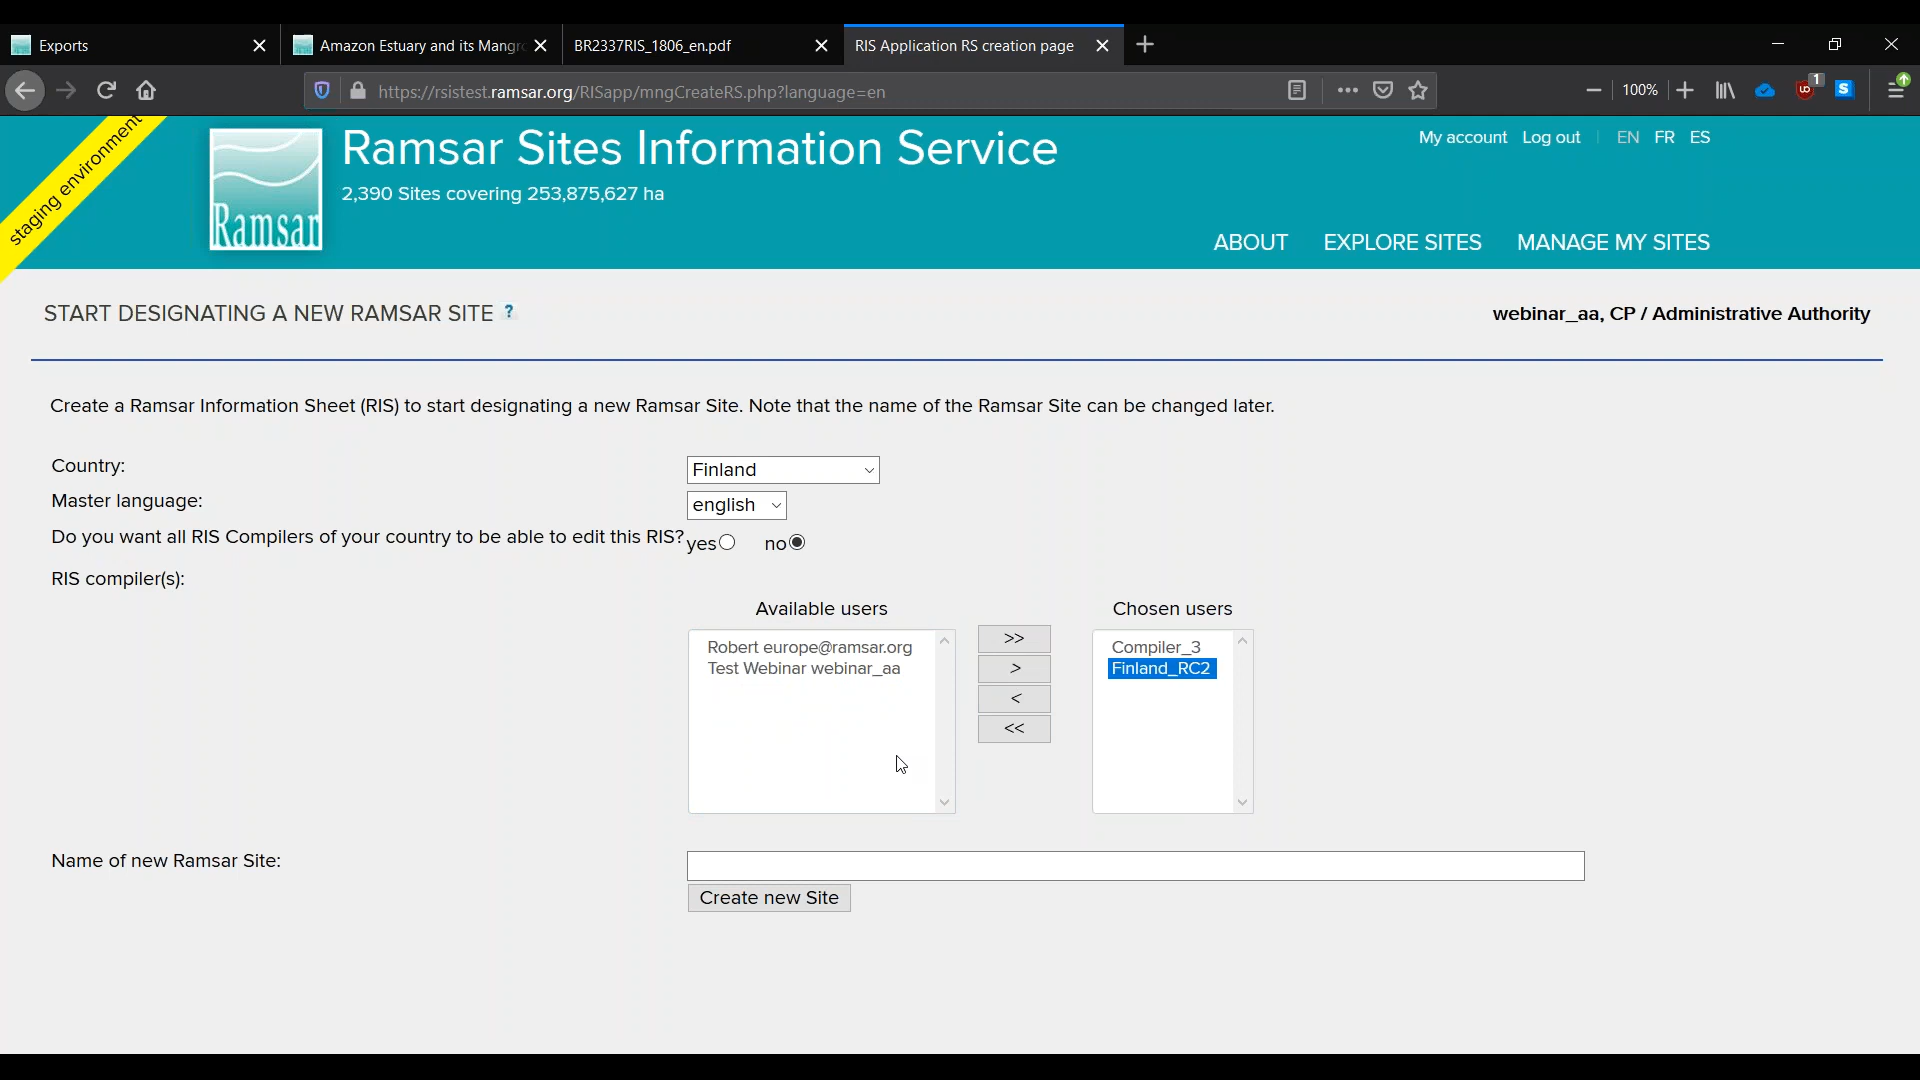 Exports
Amazon Estuary and its Mangro
BR2337RIS_1806_en.pdf
RIS Application RS creation page
https://rsistest.ramsar.org/RISapp/mngCreateRS.php?language=en
100%
1
staging environment
Ramsar
Ramsar Sites Information Service
2,390 Sites covering 253,875,627 ha
My account Log out | EN FR ES
ABOUT EXPLORE SITES MANAGE MY SITES
START DESIGNATING A NEW RAMSAR SITE ?
webinar_aa, CP / Administrative Authority
Create a Ramsar Information Sheet (RIS) to start designating a new Ramsar Site. Note that the name of the Ramsar Site can be changed later.
Country: Finland
Master language: english
Do you want all RIS Compilers of your country to be able to edit this RIS? yes no
RIS compiler(s):
Available users Chosen users
Robert europe@ramsar.org
Test Webinar webinar_aa
>>
>
<
<<
Compiler_3
Finland_RC2
Name of new Ramsar Site:
Create new Site